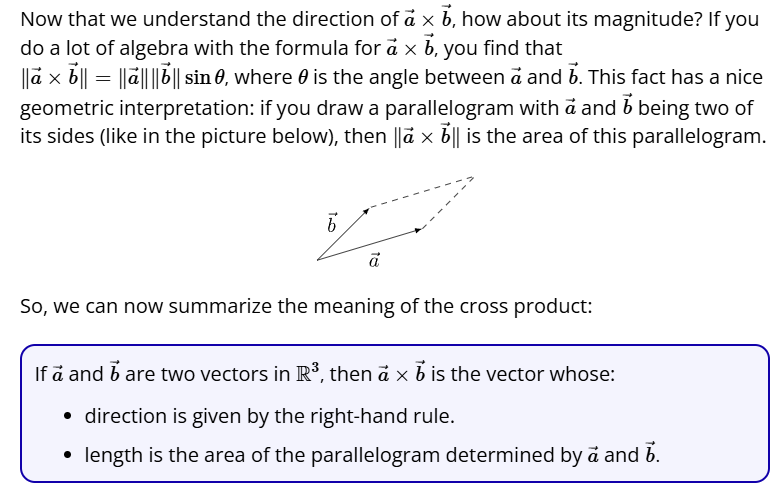 Now that we understand the direction of $\vec{a} \times \vec{b}$, how about its magnitude? If you
do a lot of algebra with the formula for $\vec{a} \times \vec{b}$, you find that
$\|\vec{a} \times \vec{b}\| = \|\vec{a}\|\|\vec{b}\| \sin \theta$, where $\theta$ is the angle between $\vec{a}$ and $\vec{b}$. This fact has a nice
geometric interpretation: if you draw a parallelogram with $\vec{a}$ and $\vec{b}$ being two of
its sides (like in the picture below), then $\|\vec{a} \times \vec{b}\|$ is the area of this parallelogram.
$\vec{b}$
$\vec{a}$
So, we can now summarize the meaning of the cross product:
If $\vec{a}$ and $\vec{b}$ are two vectors in $\mathbb{R}^3$, then $\vec{a} \times \vec{b}$ is the vector whose:
• direction is given by the right-hand rule.
• length is the area of the parallelogram determined by $\vec{a}$ and $\vec{b}$.